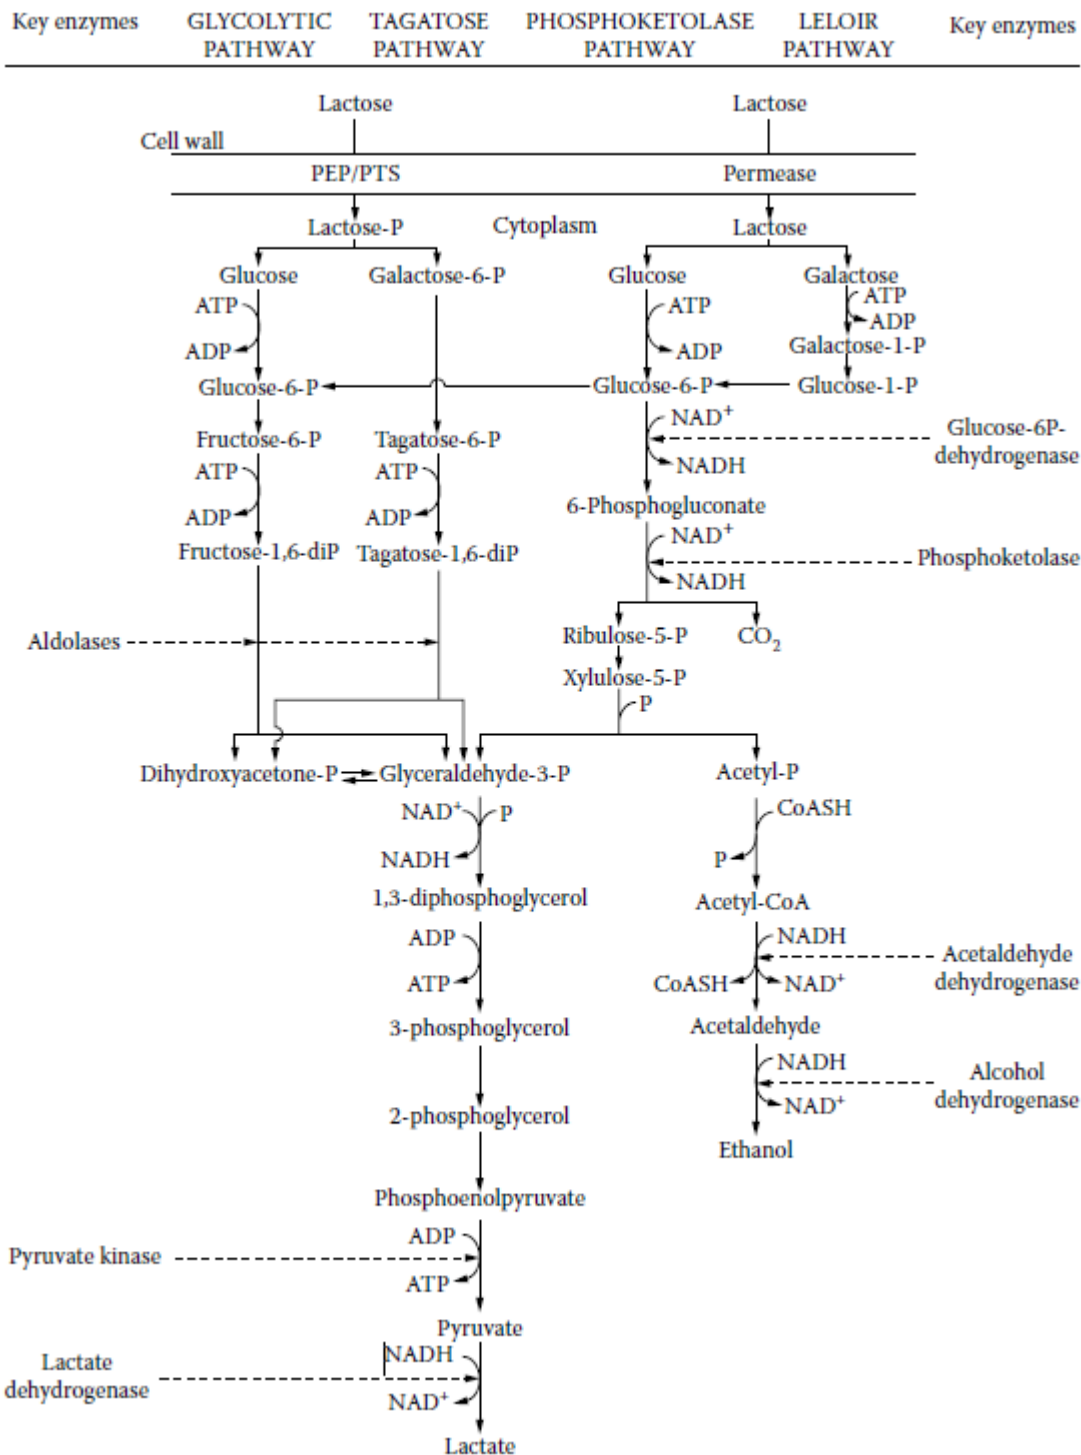 Key enzymes GLYCOLYTIC PATHWAY TAGATOSE PATHWAY PHOSPHOKETOLASE PATHWAY LELOIR PATHWAY Key enzymes
Lactose Lactose
Cell wall
PEP/PTS Permease
Lactose-P Cytoplasm Lactose
Glucose Galactose-6-P Glucose Galactose
ATP ATP ATP
ADP ADP ADP
Galactose-1-P
Glucose-6-P Glucose-6-P Glucose-1-P
NAD+
Fructose-6-P Tagatose-6-P Glucose-6P-dehydrogenase
ATP ATP NADH
6-Phosphogluconate
ADP ADP NAD+
Fructose-1,6-diP Tagatose-1,6-diP Phosphoketolase
NADH
Aldolases Ribulose-5-P CO2
Xylulose-5-P
P
Dihydroxyacetone-P Glyceraldehyde-3-P Acetyl-P
NAD+ P CoASH
NADH P
1,3-diphosphoglycerol Acetyl-CoA
ADP NADH
Acetaldehyde dehydrogenase
ATP CoASH NAD+
3-phosphoglycerol Acetaldehyde
NADH
Alcohol dehydrogenase
NAD+
2-phosphoglycerol
Ethanol
Phosphoenolpyruvate
ADP
Pyruvate kinase
ATP
Pyruvate
NADH
Lactate dehydrogenase
NAD+
Lactate